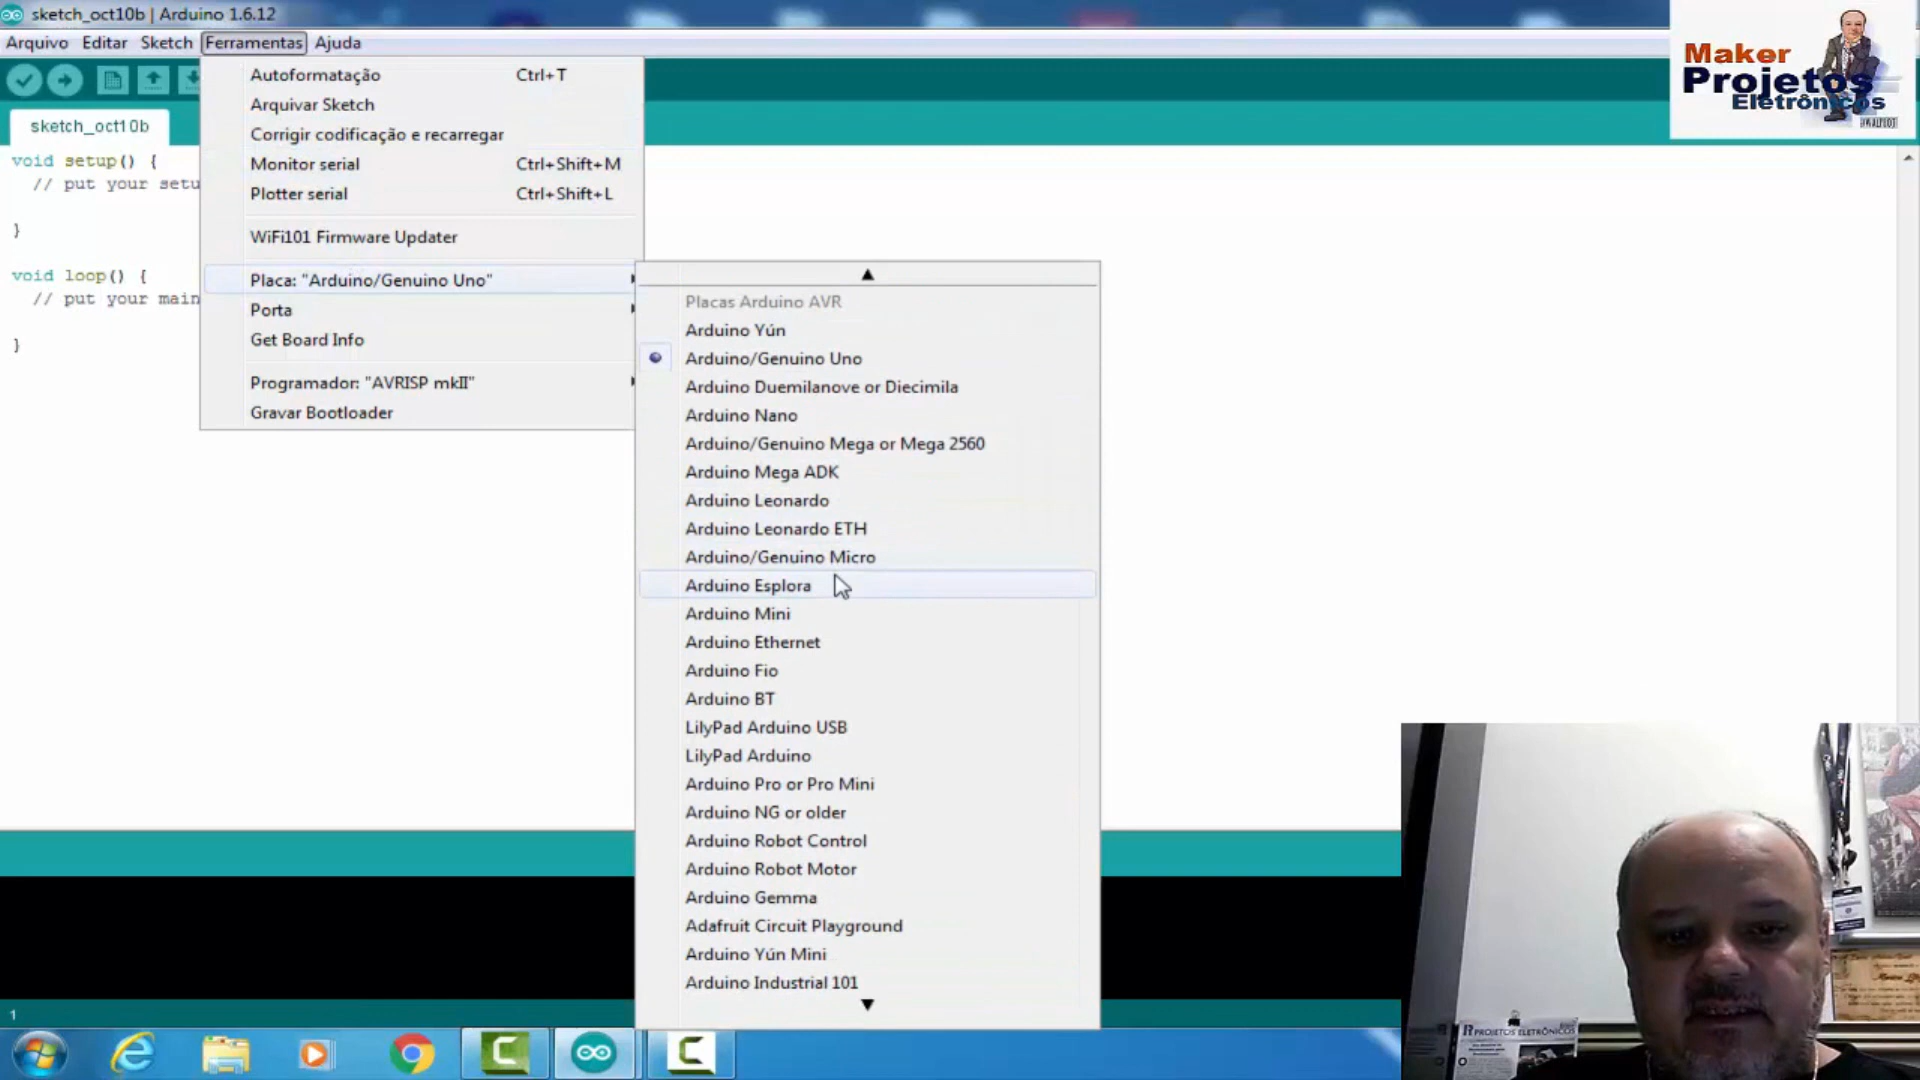 sketch_oct10b | Arduino 1.6.12
Arquivo Editar Sketch Ferramentas Ajuda
Maker
Projetos
Eletrônicos
sketch_oct10b
void setup() {
// put your setu
}
void loop() {
// put your main
}
Autoformatação Ctrl+T
Arquivar Sketch
Corrigir codificação e recarregar
Monitor serial Ctrl+Shift+M
Plotter serial Ctrl+Shift+L
WiFi101 Firmware Updater
Placa: "Arduino/Genuino Uno"
Porta
Get Board Info
Programador: "AVRISP mkII"
Gravar Bootloader
Placas Arduino AVR
Arduino Yún
Arduino/Genuino Uno
Arduino Duemilanove or Diecimila
Arduino Nano
Arduino/Genuino Mega or Mega 2560
Arduino Mega ADK
Arduino Leonardo
Arduino Leonardo ETH
Arduino/Genuino Micro
Arduino Esplora
Arduino Mini
Arduino Ethernet
Arduino Fio
Arduino BT
LilyPad Arduino USB
LilyPad Arduino
Arduino Pro or Pro Mini
Arduino NG or older
Arduino Robot Control
Arduino Robot Motor
Arduino Gemma
Adafruit Circuit Playground
Arduino Yún Mini
Arduino Industrial 101
1
PROJETOS ELETRÔNICOS